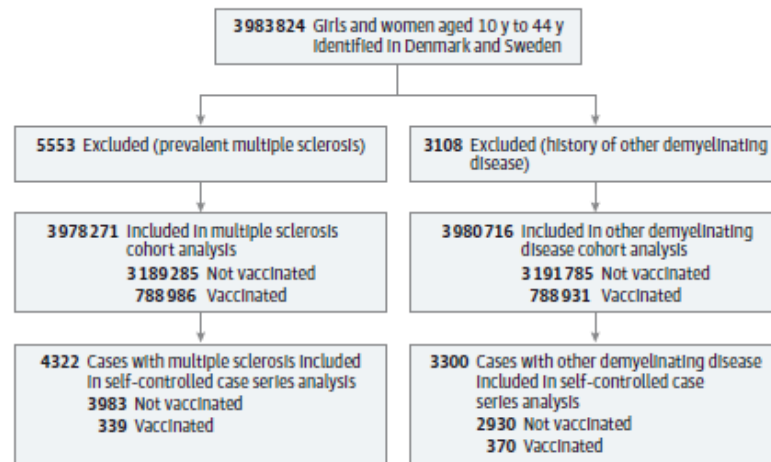 3983824 Girls and women aged 10 y to 44 y
identified in Denmark and Sweden
5553 Excluded (prevalent multiple sclerosis)
3108 Excluded (history of other demyelinating
disease)
3978271 Included in multiple sclerosis
cohort analysis
3189285 Not vaccinated
788986 Vaccinated
3980716 Included in other demyelinating
disease cohort analysis
3191785 Not vaccinated
788931 Vaccinated
4322 Cases with multiple sclerosis included
in self-controlled case series analysis
3983 Not vaccinated
339 Vaccinated
3300 Cases with other demyelinating disease
included in self-controlled case
series analysis
2930 Not vaccinated
370 Vaccinated